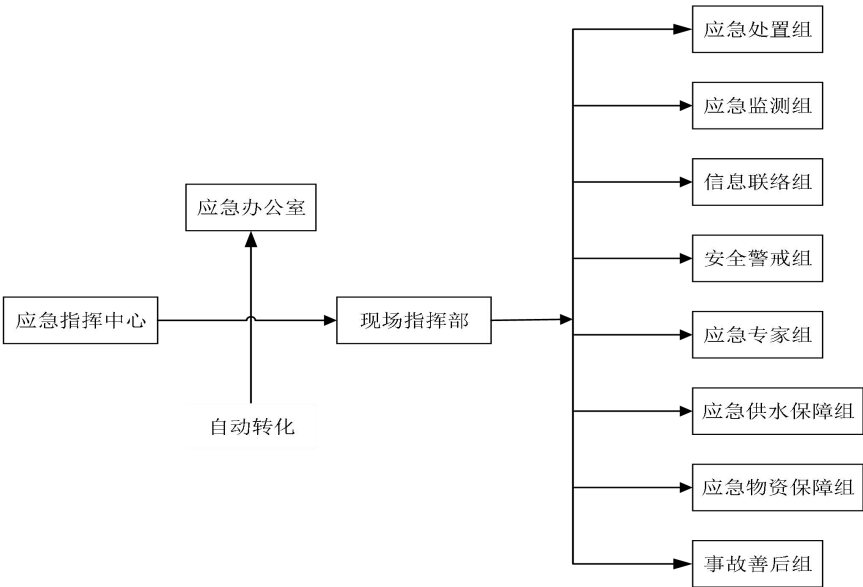 应急处置组
应急监测组
信息联络组
应急办公室
安全警戒组
应急指挥中心
现场指挥部
应急专家组
应急供水保障组
自动转化
应急物资保障组
事故善后组